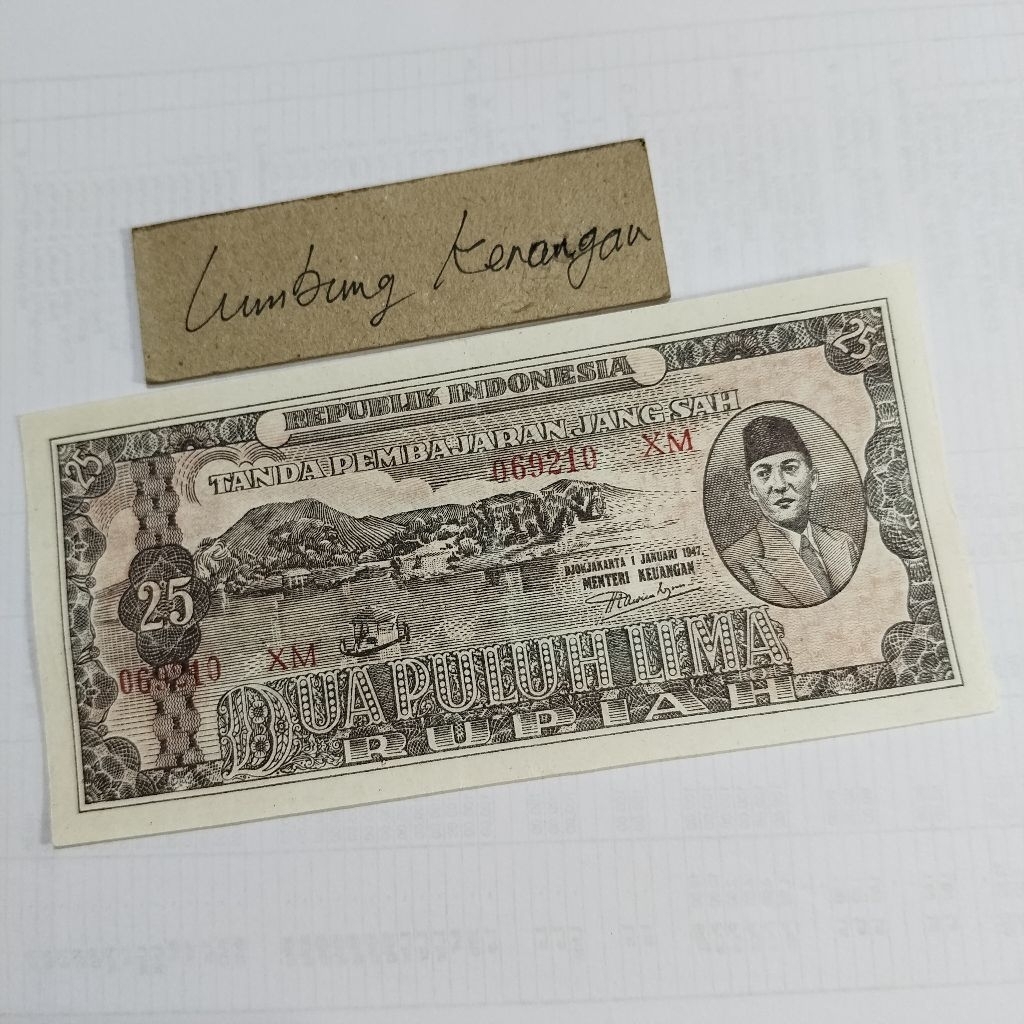 Lumbung Kenangan
25
REPUBLIK INDONESIA
25
TANDA PEMBAJARAN JANG SAH
069210 XM
DJOKJAKARTA 1 JANUARI 1947.
MENTERI KEUANGAN
25
069210 XM
DUA PULUH LIMA
RUPIAH